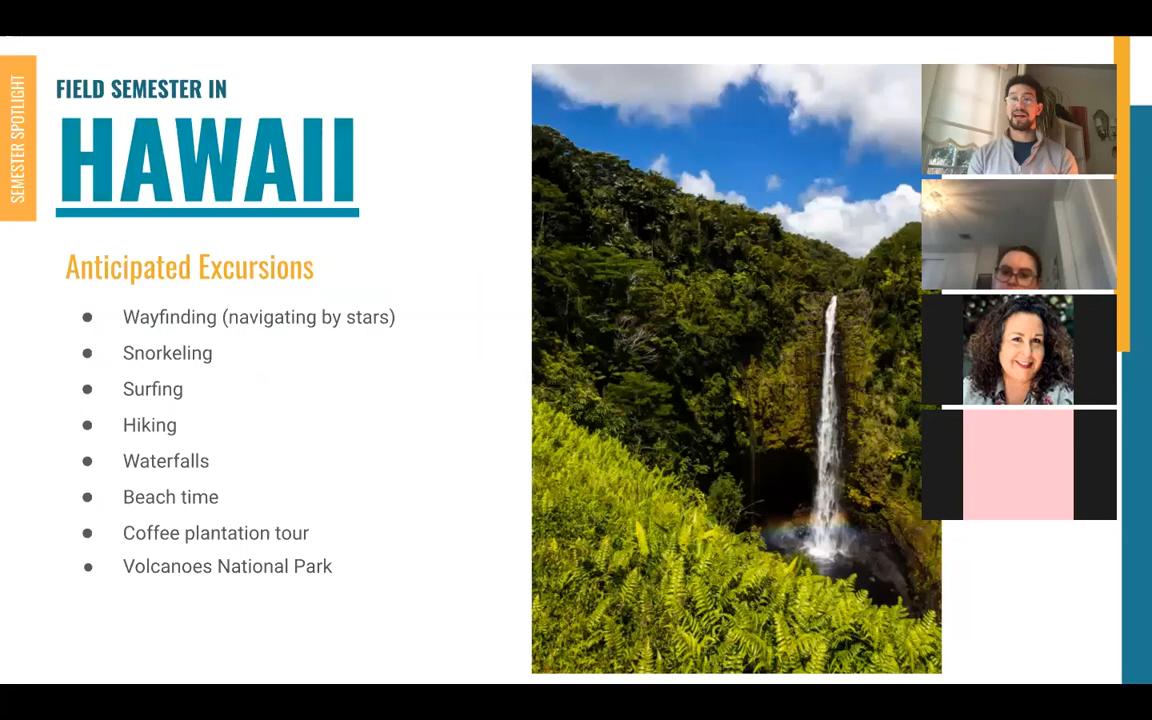 SEMESTER SPOTLIGHT
FIELD SEMESTER IN
HAWAII
Anticipated Excursions
● Wayfinding (navigating by stars)
● Snorkeling
● Surfing
● Hiking
● Waterfalls
● Beach time
● Coffee plantation tour
● Volcanoes National Park